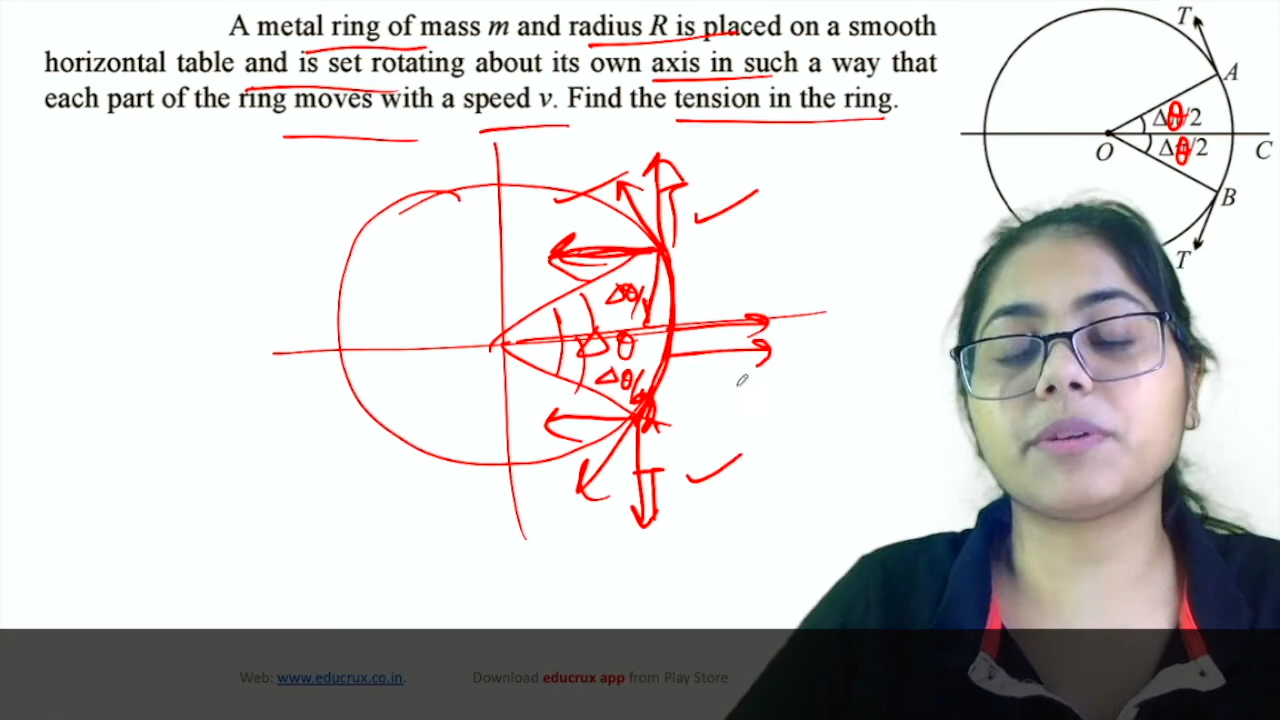 A metal ring of mass m and radius R is placed on a smooth
horizontal table and is set rotating about its own axis in such a way that
each part of the ring moves with a speed v. Find the tension in the ring.
T
A
Δθ/2
O
Δθ/2
C
B
T
Δθ/
Δθ
Δθ/
Web: www.educrux.co.in.
Download educrux app from Play Store